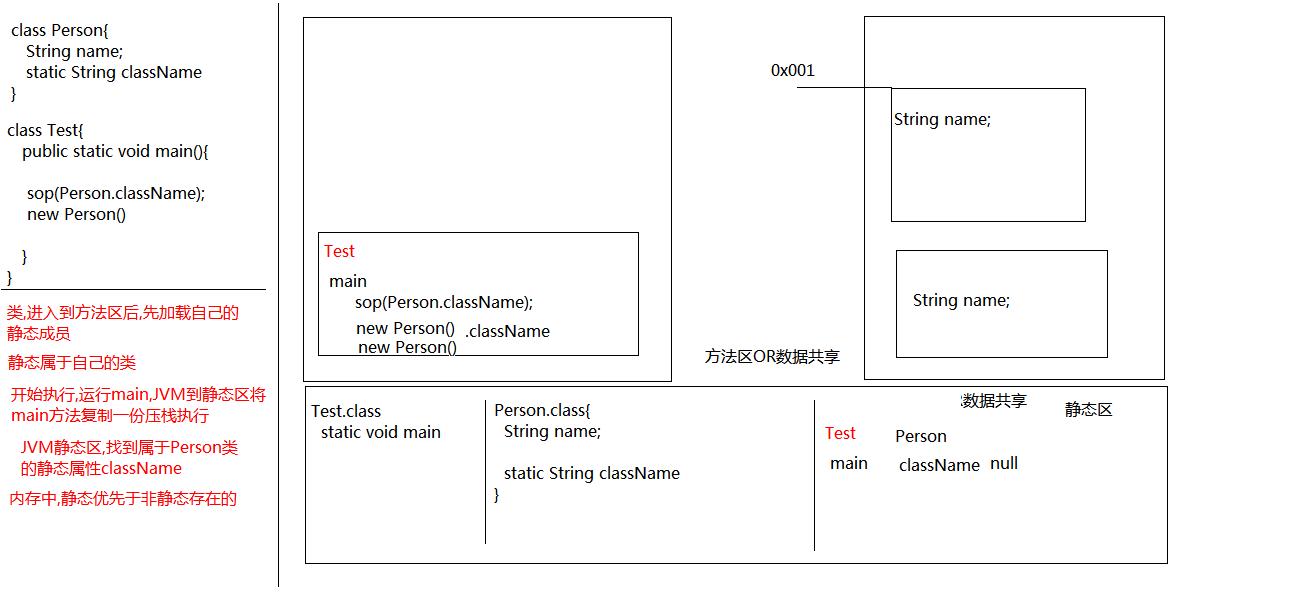 class Person{
String name;
static String className
}
class Test{
public static void main(){
sop(Person.className);
new Person()
}
}
类,进入到方法区后,先加载自己的
静态成员
静态属于自己的类
开始执行,运行main,JVM到静态区将
main方法复制一份压栈执行
JVM静态区,找到属于Person类
的静态属性className
内存中,静态优先于非静态存在的
Test
main
sop(Person.className);
new Person() .className
new Person()
0x001
String name;
String name;
方法区OR数据共享
Test.class
static void main
Person.class{
String name;
static String className
}
数据共享
静态区
Test Person
main className null